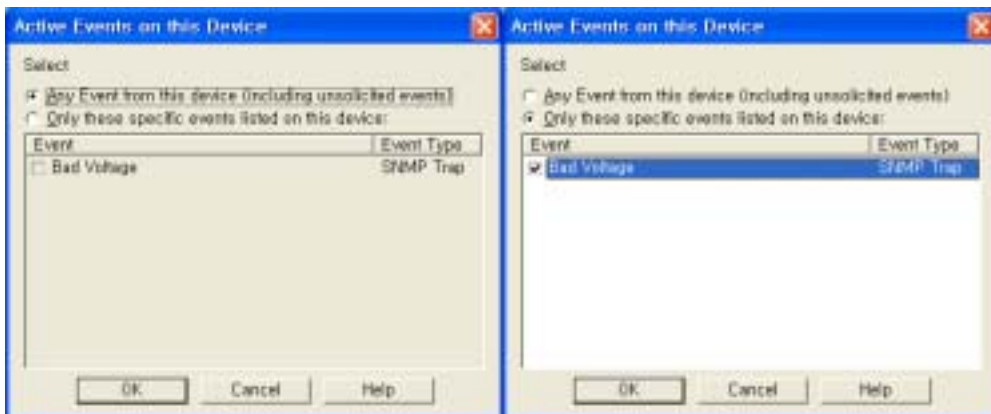 Active Events on this Device
Select
Any Event from this device (including unsolicited events)
Only these specific events listed on this device:
Event Event Type
Bad Voltage SNMP Trap
OK Cancel Help
Active Events on this Device
Select
Any Event from this device (including unsolicited events)
Only these specific events listed on this device:
Event Event Type
Bad Voltage SNMP Trap
OK Cancel Help